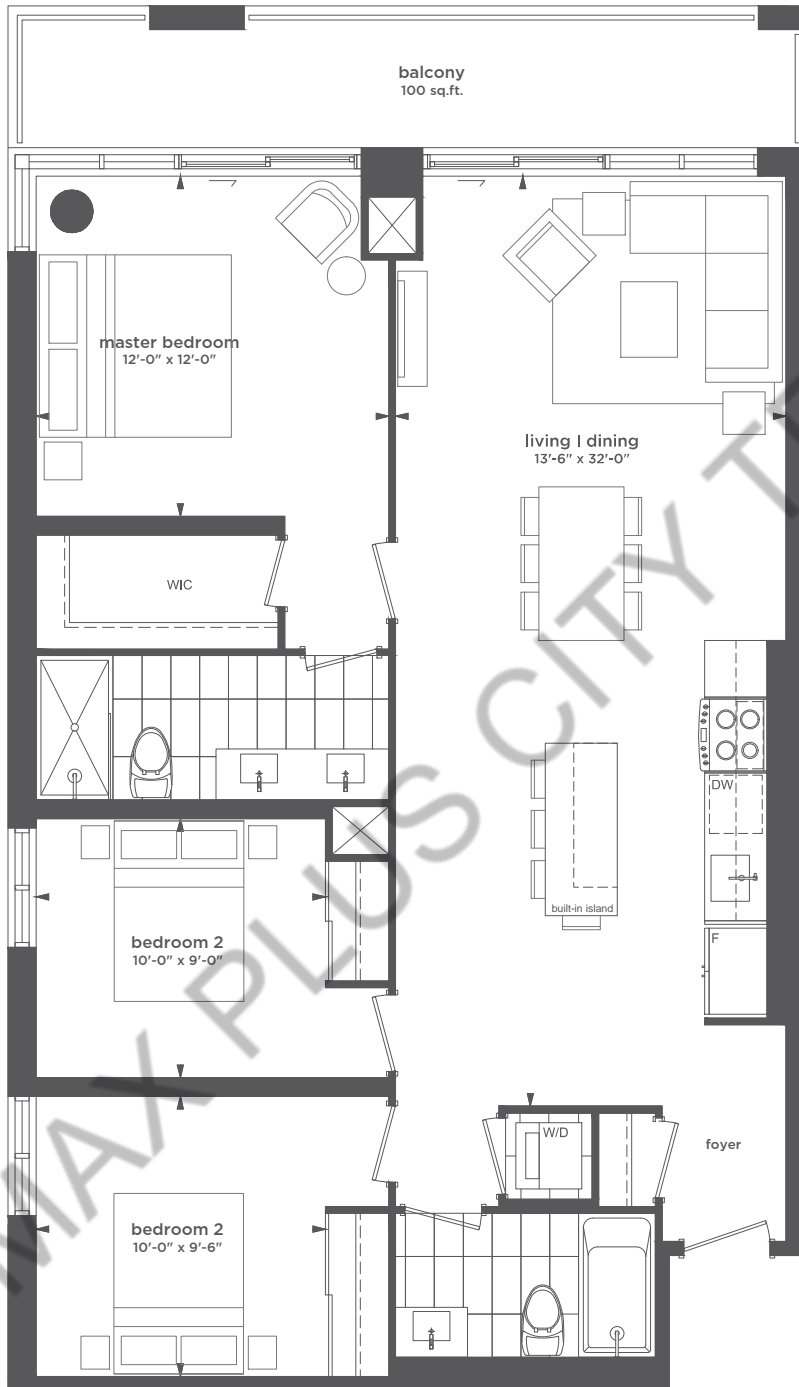 balcony
100 sq.ft.
master bedroom
12'-0" x 12'-0"
living | dining
13'-6" x 32'-0"
WIC
DW
built-in island
F
bedroom 2
10'-0" x 9'-0"
W/D
foyer
bedroom 2
10'-0" x 9'-6"
MAX PLUS CITY